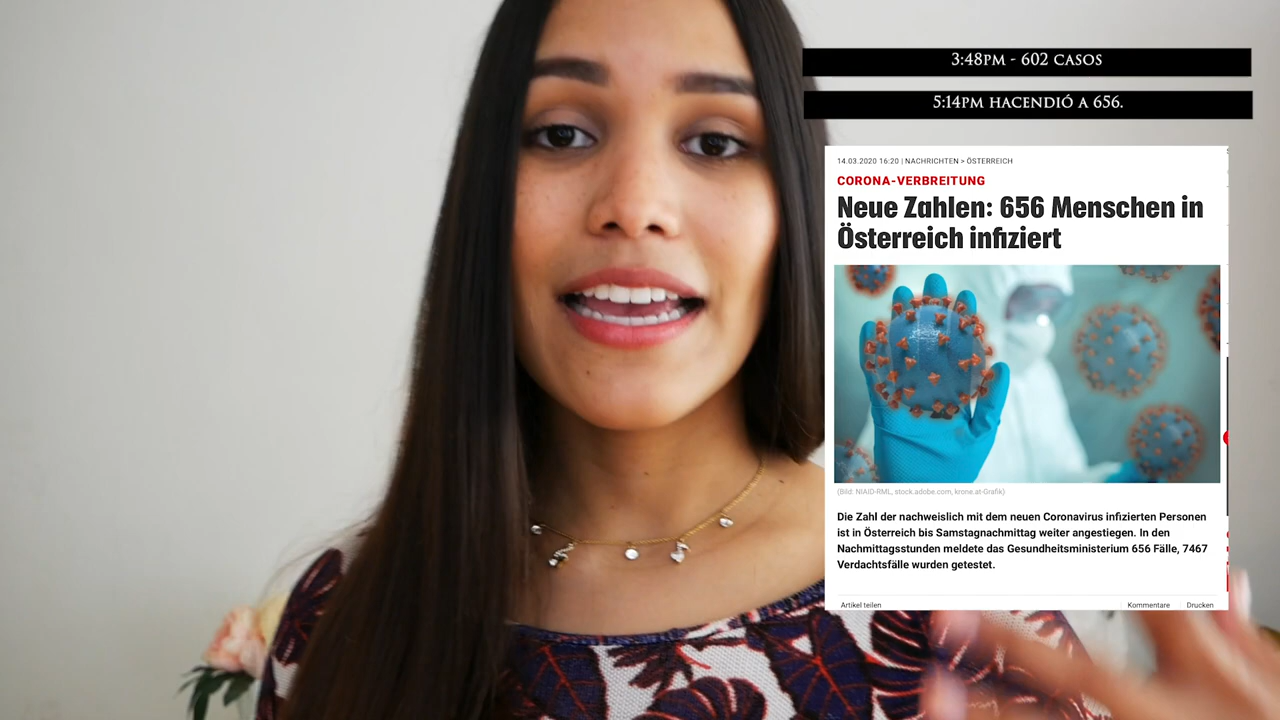 3:48PM - 602 CASOS
5:14PM HACENDIÓ A 656.
14.03.2020 16:20 | NACHRICHTEN > ÖSTERREICH
CORONA-VERBREITUNG
Neue Zahlen: 656 Menschen in
Österreich infiziert
(Bild: NIAID-RML, stock.adobe.com, krone.at-Grafik)
Die Zahl der nachweislich mit dem neuen Coronavirus infizierten Personen
ist in Österreich bis Samstagnachmittag weiter angestiegen. In den
Nachmittagsstunden meldete das Gesundheitsministerium 656 Fälle, 7467
Verdachtsfälle wurden getestet.
Artikel teilen
Kommentare
Drucken